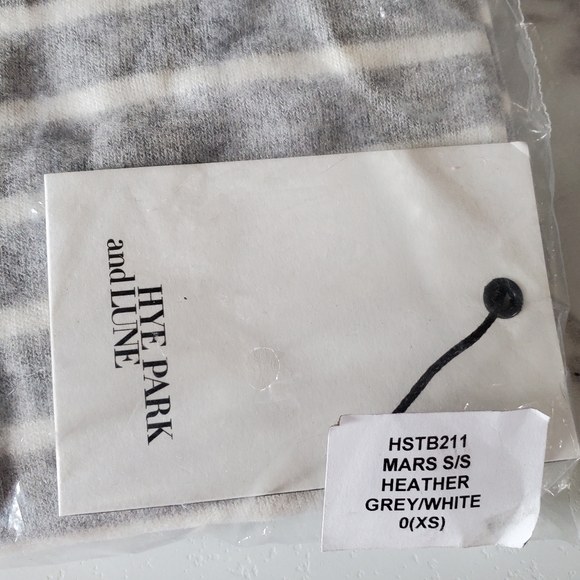 HYE PARK
and LUNE
HSTB211
MARS S/S
HEATHER
GREY/WHITE
0(XS)